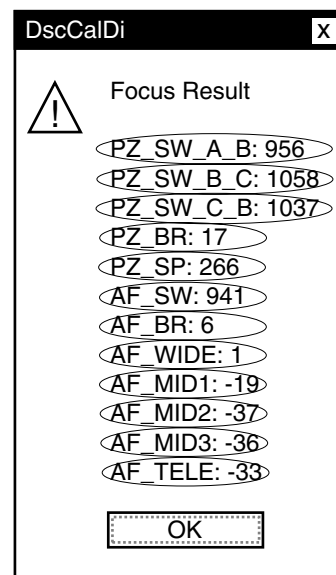 DscCalDi X
Focus Result
PZ_SW_A_B: 956
PZ_SW_B_C: 1058
PZ_SW_C_B: 1037
PZ_BR: 17
PZ_SP: 266
AF_SW: 941
AF_BR: 6
AF_WIDE: 1
AF_MID1: -19
AF_MID2: -37
AF_MID3: -36
AF_TELE: -33
OK